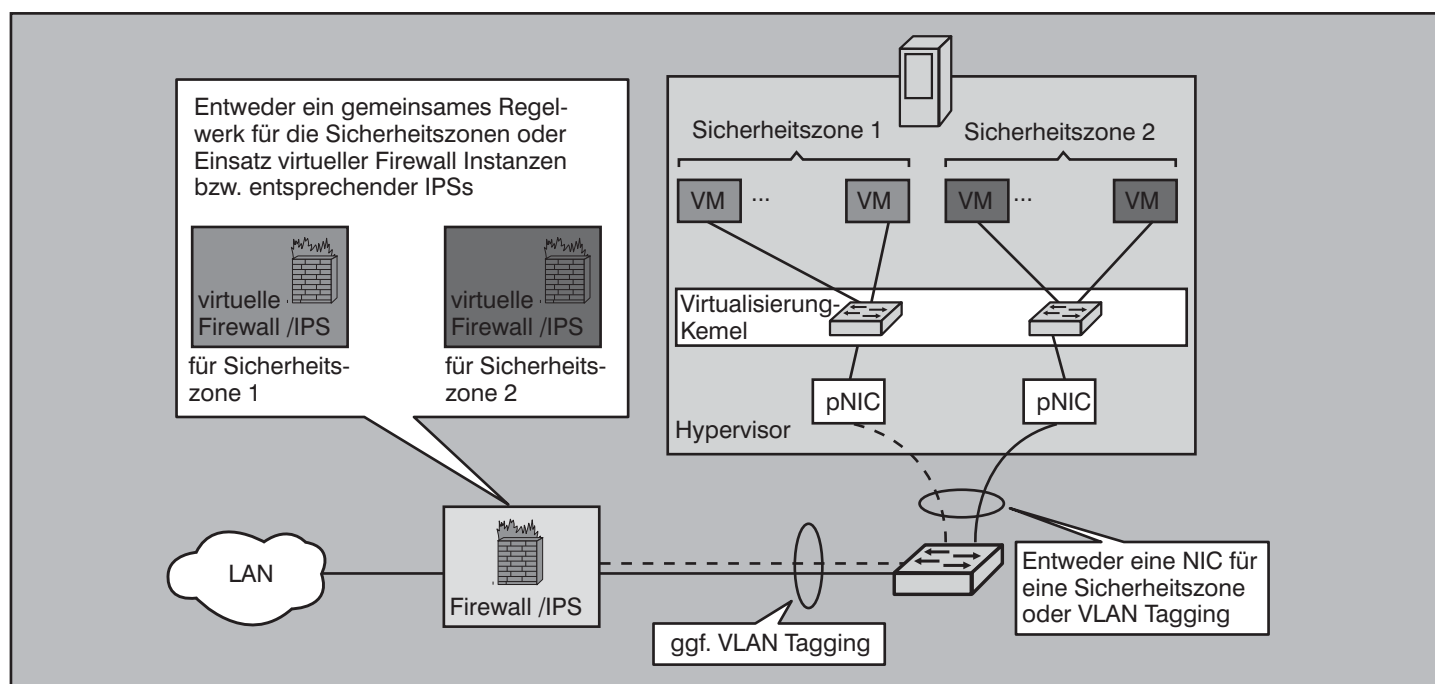 Entweder ein gemeinsames Regel-
werk für die Sicherheitszonen oder
Einsatz virtueller Firewall Instanzen
bzw. entsprechender IPSs
virtuelle
Firewall /IPS
für Sicherheits-
zone 1
virtuelle
Firewall /IPS
für Sicherheits-
zone 2
Sicherheitszone 1
Sicherheitszone 2
VM
...
VM
VM
...
VM
Virtualisierung-
Kemel
pNIC
pNIC
Hypervisor
LAN
Firewall /IPS
ggf. VLAN Tagging
Entweder eine NIC für
eine Sicherheitszone
oder VLAN Tagging